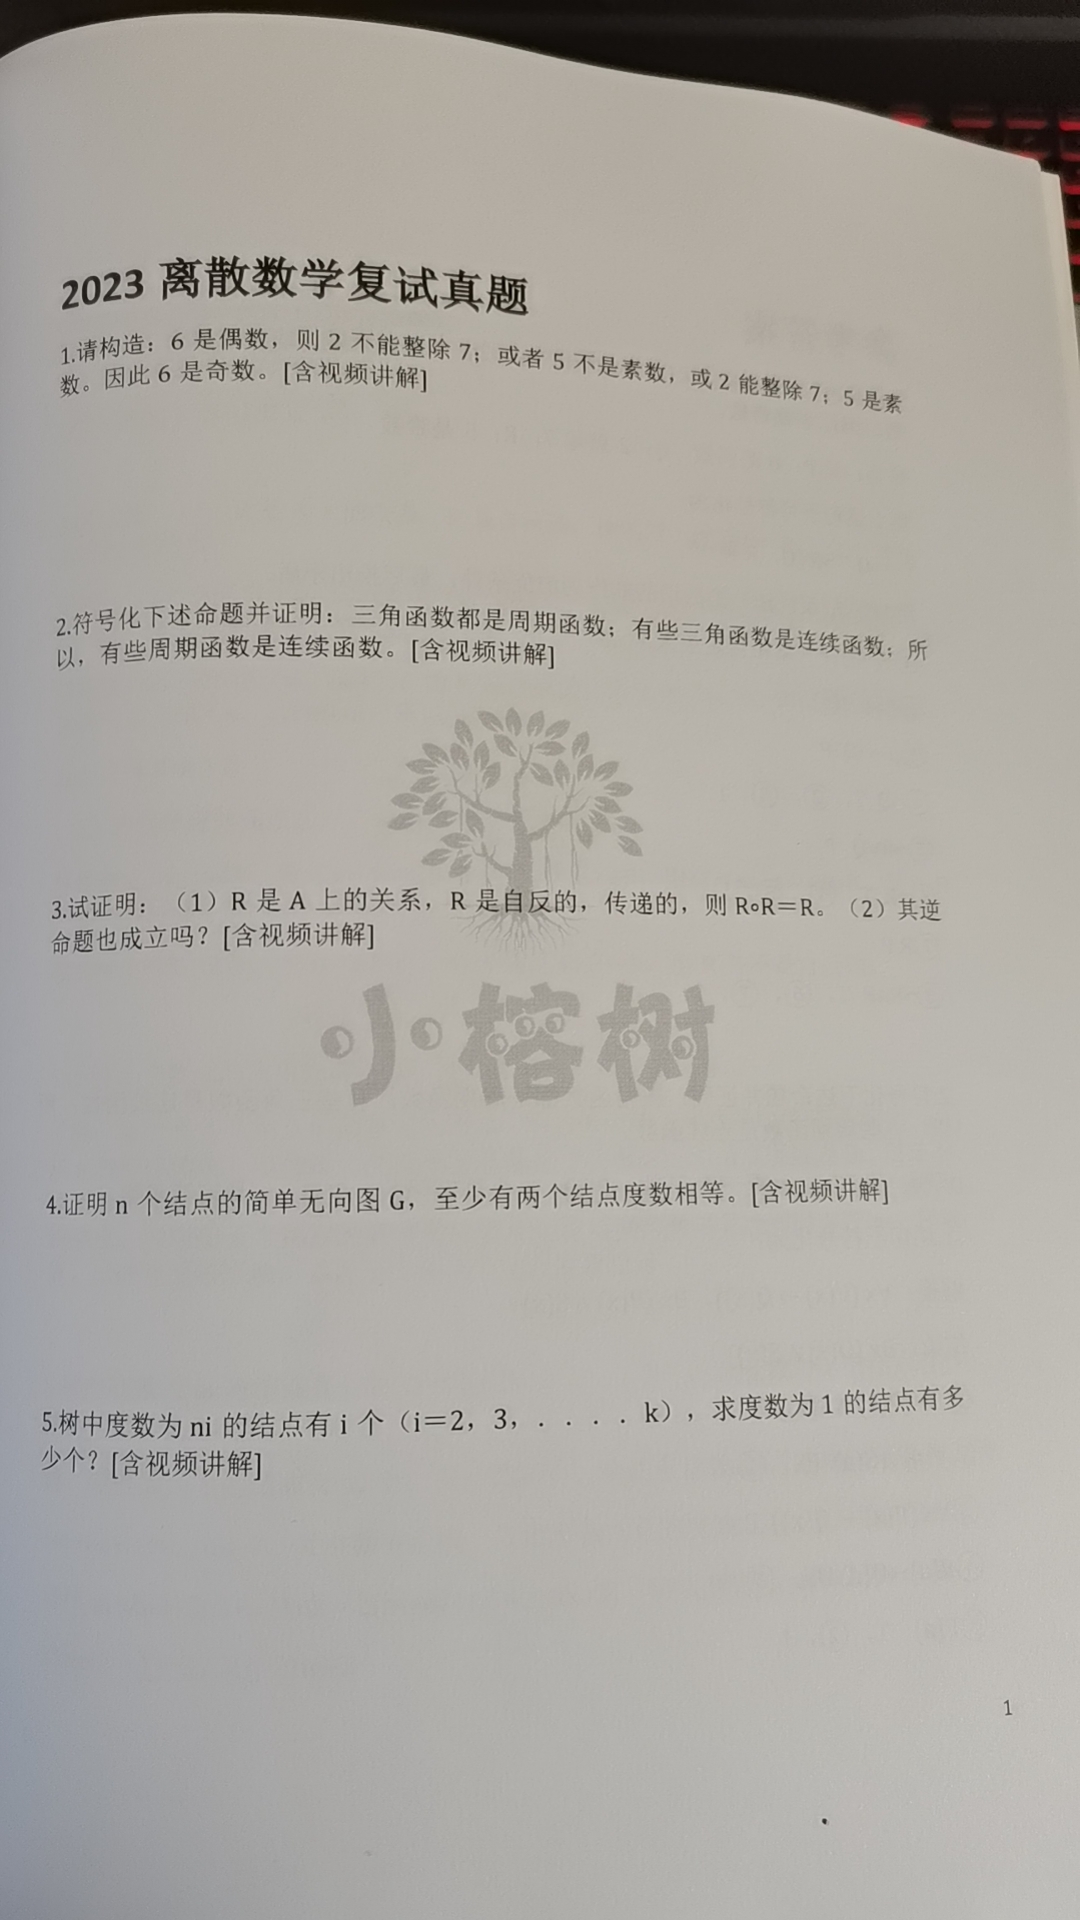 2023 离散数学复试真题
1.请构造：6 是偶数，则 2 不能整除 7；或者 5 不是素数，或 2 能整除 7；5 是素
数。因此 6 是奇数。[含视频讲解]
2.符号化下述命题并证明：三角函数都是周期函数；有些三角函数是连续函数；所
以，有些周期函数是连续函数。[含视频讲解]
3.试证明：（1）R 是 A 上的关系，R 是自反的，传递的，则 R∘R＝R。（2）其逆
命题也成立吗？[含视频讲解]
小榕树
4.证明 n 个结点的简单无向图 G，至少有两个结点度数相等。[含视频讲解]
5.树中度数为 ni 的结点有 i 个（i＝2，3，．．．．k），求度数为 1 的结点有多
少个？[含视频讲解]
1